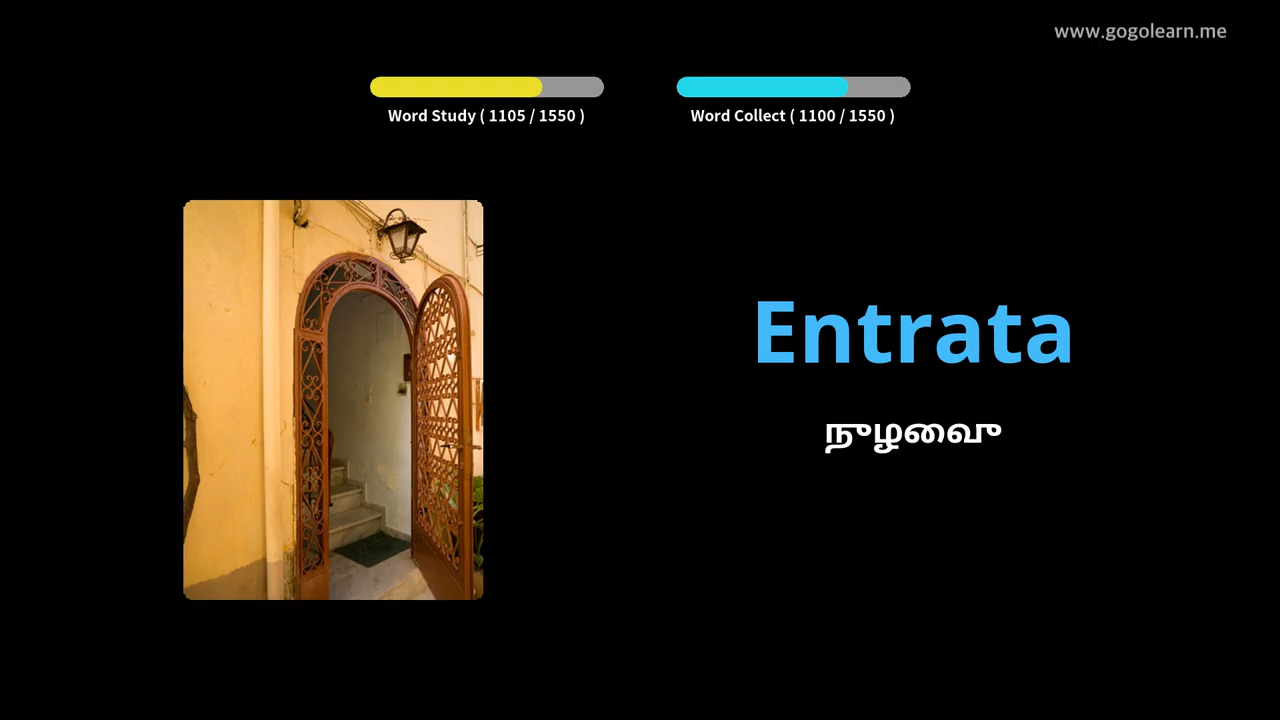 www.gogolearn.me
Word Study ( 1105 / 1550 )
Word Collect ( 1100 / 1550 )
Entrata
நுழைவு